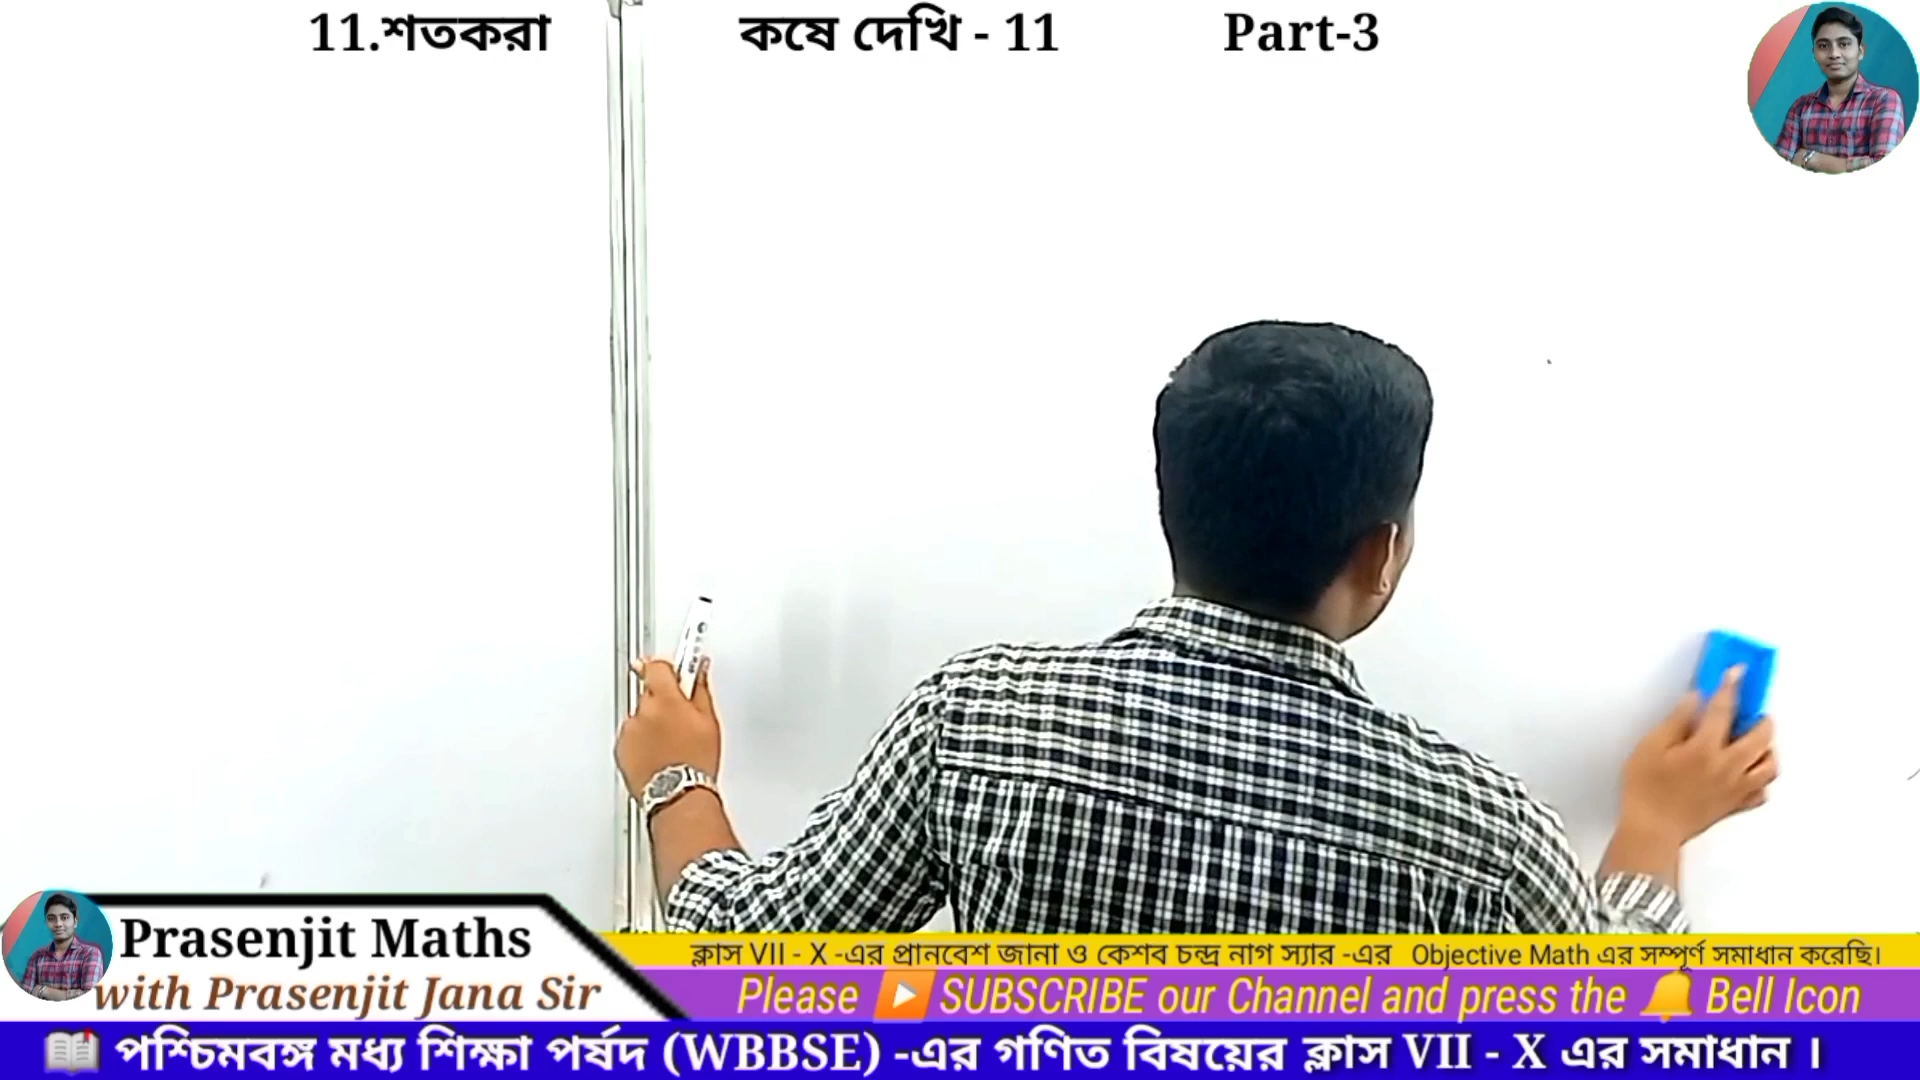 11.শতকরা কষে দেখি - 11 Part-3
Prasenjit Maths
with Prasenjit Jana Sir
ক্লাস VII - X -এর প্রানবেশ জানা ও কেশব চন্দ্র নাগ স্যার -এর Objective Math এর সম্পূর্ণ সমাধান করেছি।
Please SUBSCRIBE our Channel and press the Bell Icon
পশ্চিমবঙ্গ মধ্য শিক্ষা পর্ষদ (WBBSE) -এর গণিত বিষয়ের ক্লাস VII - X এর সমাধান ।